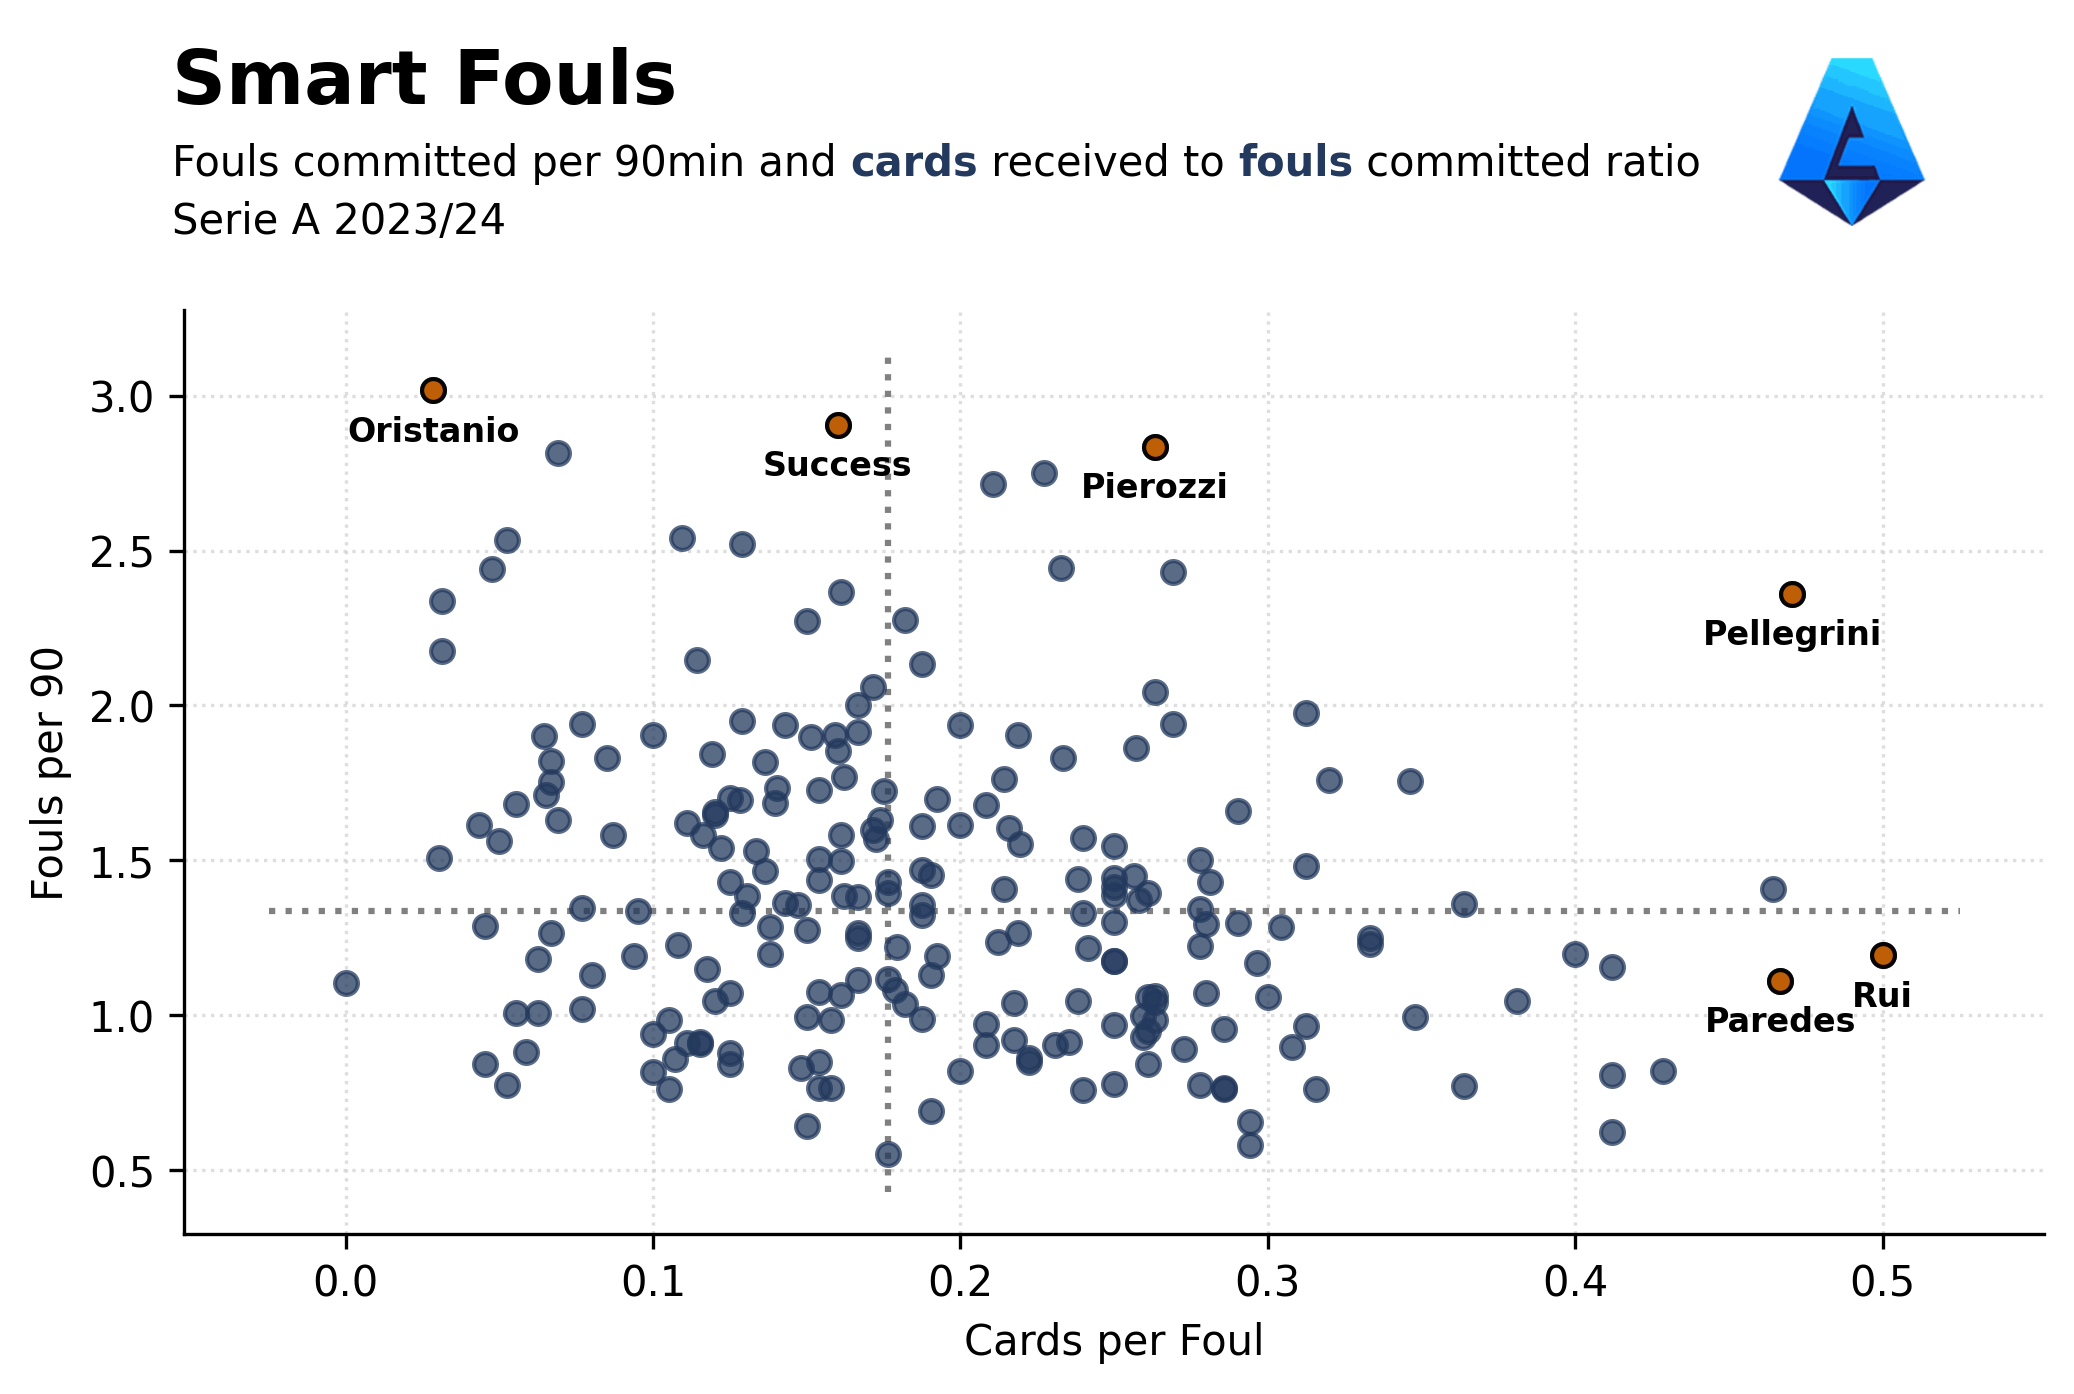 Smart Fouls
Fouls committed per 90min and cards received to fouls committed ratio
Serie A 2023/24
3.0
2.5
2.0
1.5
1.0
0.5
Fouls per 90
Oristanio
Success
Pierozzi
Pellegrini
Rui
Paredes
0.0
0.1
0.2
0.3
0.4
0.5
Cards per Foul